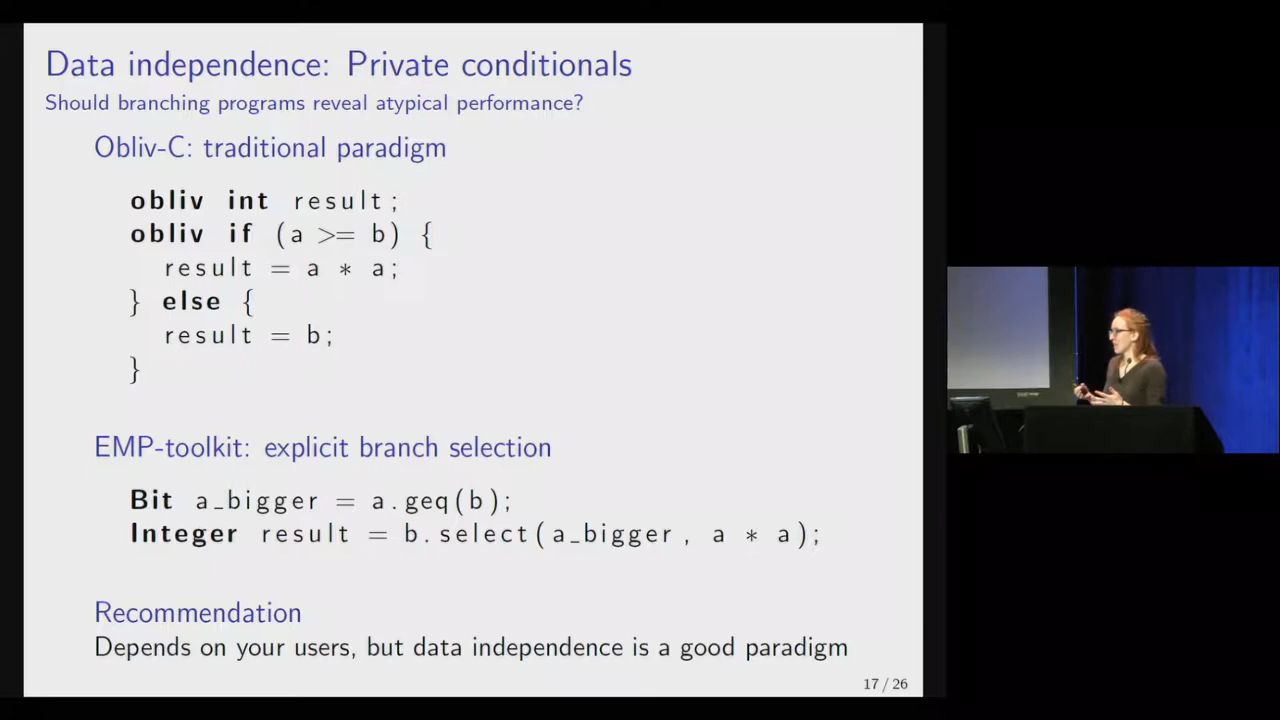 Data independence: Private conditionals
Should branching programs reveal atypical performance?
Obliv-C: traditional paradigm
obliv int result;
obliv if (a >= b) {
result = a * a;
} else {
result = b;
}
EMP-toolkit: explicit branch selection
Bit a_bigger = a.geq(b);
Integer result = b.select(a_bigger, a * a);
Recommendation
Depends on your users, but data independence is a good paradigm
17 / 26